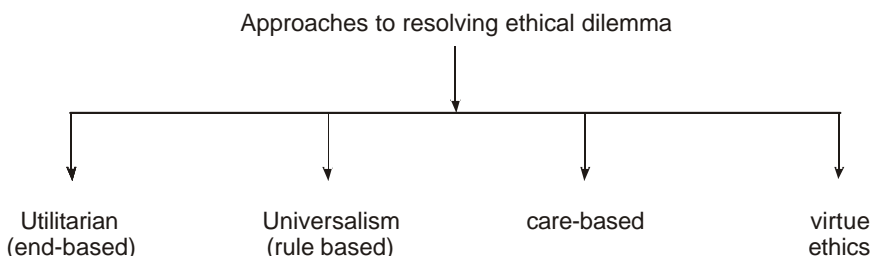 Approaches to resolving ethical dilemma
Utilitarian
(end-based)
Universalism
(rule based)
care-based
virtue
ethics